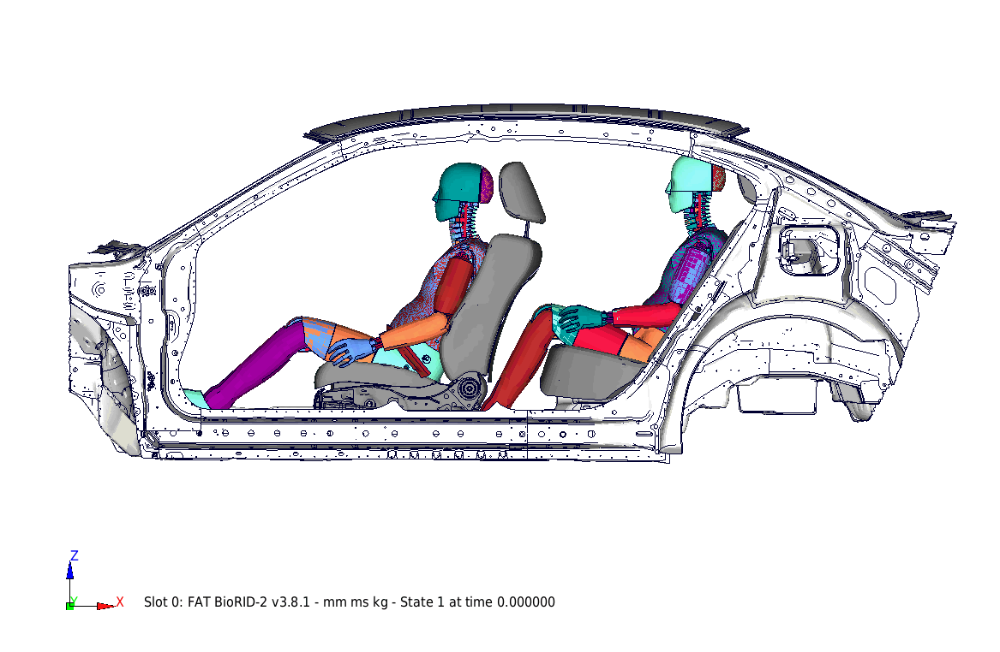 Z
Y X
Slot 0: FAT BioRID-2 v3.8.1 - mm ms kg - State 1 at time 0.000000